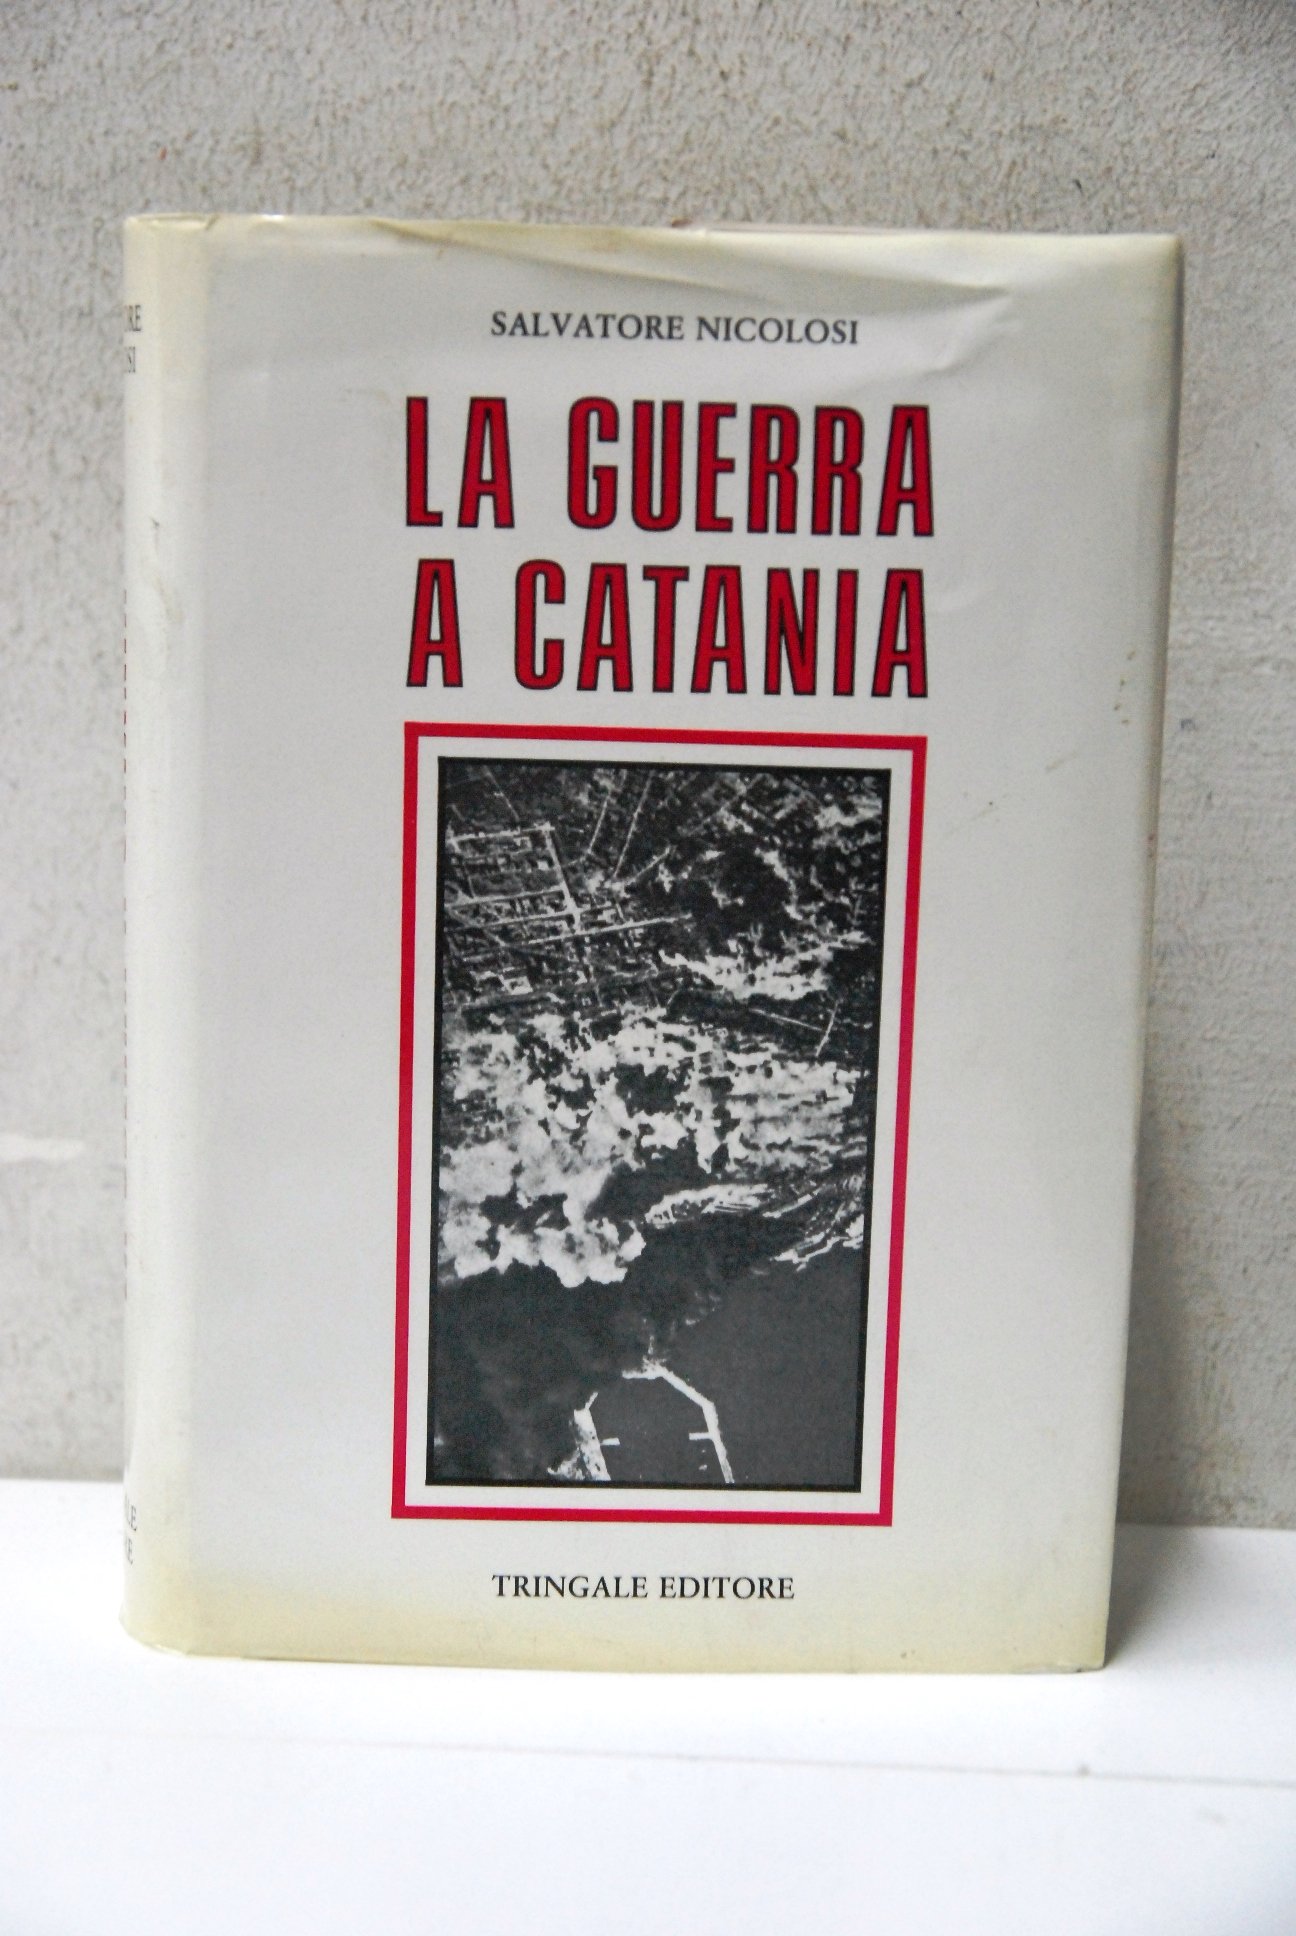 SALVATORE NICOLOSI
LA GUERRA
A CATANIA
TRINGALE EDITORE